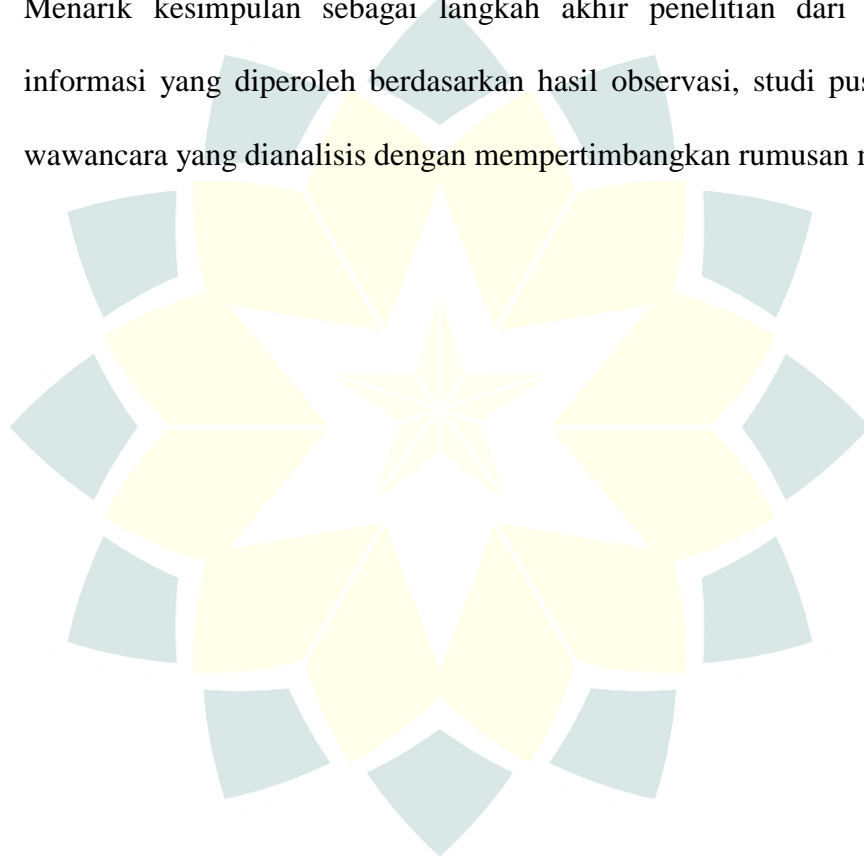 Menarik kesimpulan sebagai langkah akhir penelitian dari
informasi yang diperoleh berdasarkan hasil observasi, studi
wawancara yang dianalisis dengan mempertimbangkan rumusan